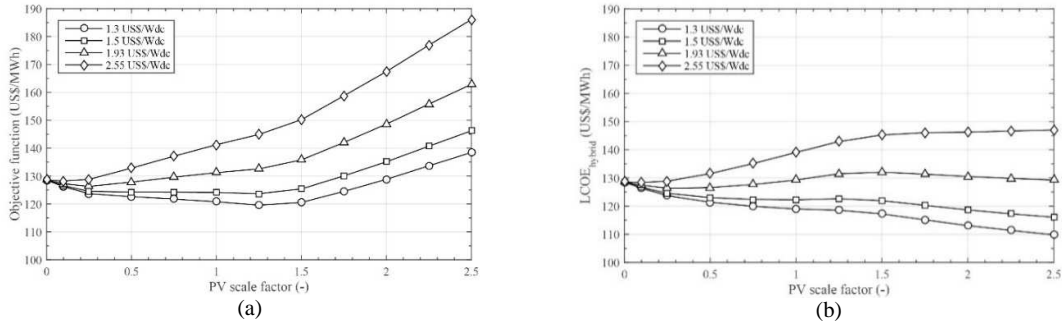 190
180
170
160
150
140
130
120
110
100
Objective function (US$/MWh)
1.3 US$/Wdc
1.5 US$/Wdc
1.93 US$/Wdc
2.55 US$/Wdc
0 0.5 1 1.5 2 2.5
PV scale factor (-)
(a)
190
180
170
160
150
140
130
120
110
100
LCOEhybrid (US$/MWh)
1.3 US$/Wdc
1.5 US$/Wdc
1.93 US$/Wdc
2.55 US$/Wdc
0 0.5 1 1.5 2 2.5
PV scale factor (-)
(b)